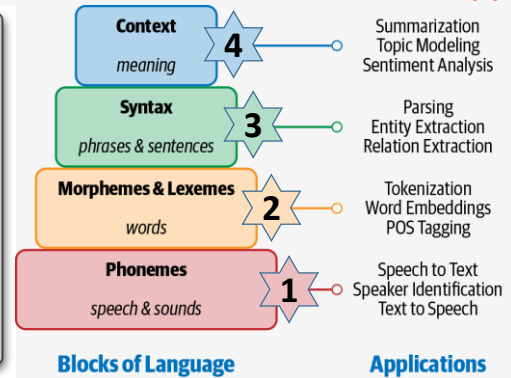 Context
meaning
4
Summarization
Topic Modeling
Sentiment Analysis
Syntax
phrases & sentences
3
Parsing
Entity Extraction
Relation Extraction
Morphemes & Lexemes
words
2
Tokenization
Word Embeddings
POS Tagging
Phonemes
speech & sounds
1
Speech to Text
Speaker Identification
Text to Speech
Blocks of Language
Applications